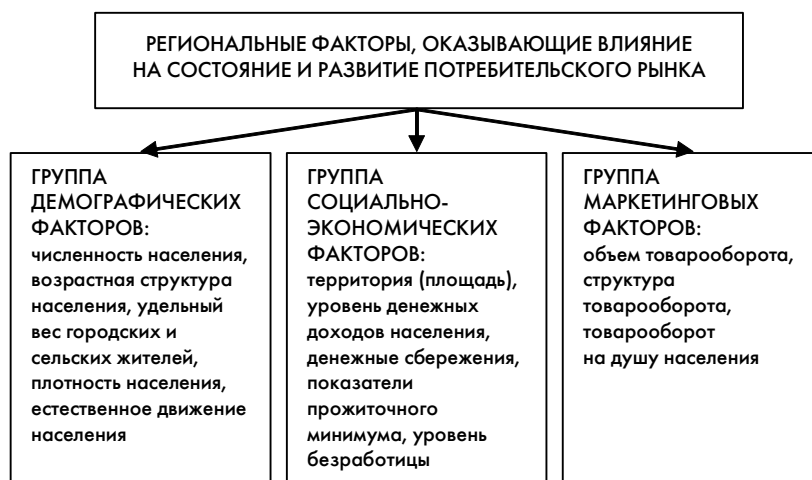 РЕГИОНАЛЬНЫЕ ФАКТОРЫ, ОКАЗЫВАЮЩИЕ ВЛИЯНИЕ
НА СОСТОЯНИЕ И РАЗВИТИЕ ПОТРЕБИТЕЛЬСКОГО РЫНКА
ГРУППА
ДЕМОГРАФИЧЕСКИХ
ФАКТОРОВ:
численность населения,
возрастная структура
населения, удельный
вес городских и
сельских жителей,
плотность населения,
естественное движение
населения
ГРУППА
СОЦИАЛЬНО-
ЭКОНОМИЧЕСКИХ
ФАКТОРОВ:
территория (площадь),
уровень денежных
доходов населения,
денежные сбережения,
показатели
прожиточного
минимума, уровень
безработицы
ГРУППА
МАРКЕТИНГОВЫХ
ФАКТОРОВ:
объем товарооборота,
структура
товарооборота,
товарооборот
на душу населения